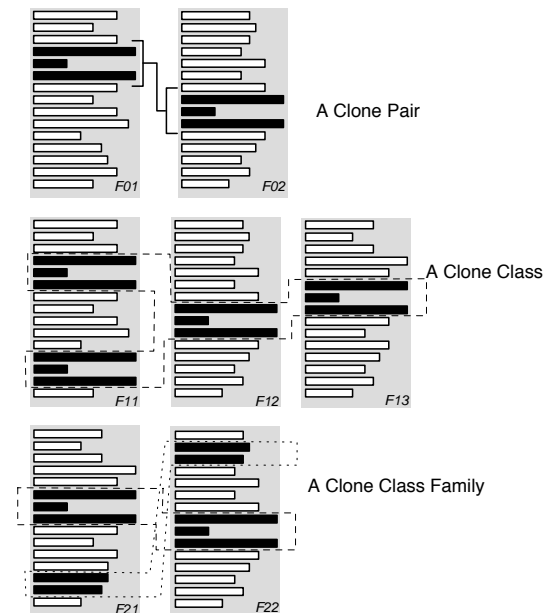 F01
F02
A Clone Pair
F11
F12
F13
A Clone Class
F21
F22
A Clone Class Family